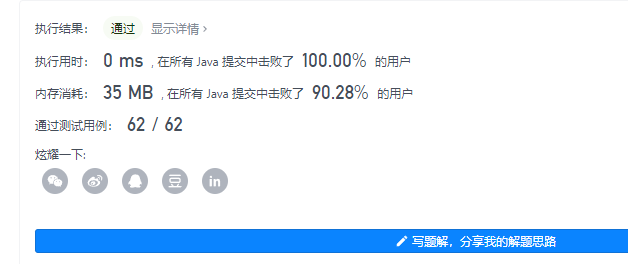 执行结果： 通过 显示详情 ›
执行用时： 0 ms , 在所有 Java 提交中击败了 100.00% 的用户
内存消耗： 35 MB , 在所有 Java 提交中击败了 90.28% 的用户
通过测试用例： 62 / 62
炫耀一下:
豆 in
写题解，分享我的解题思路